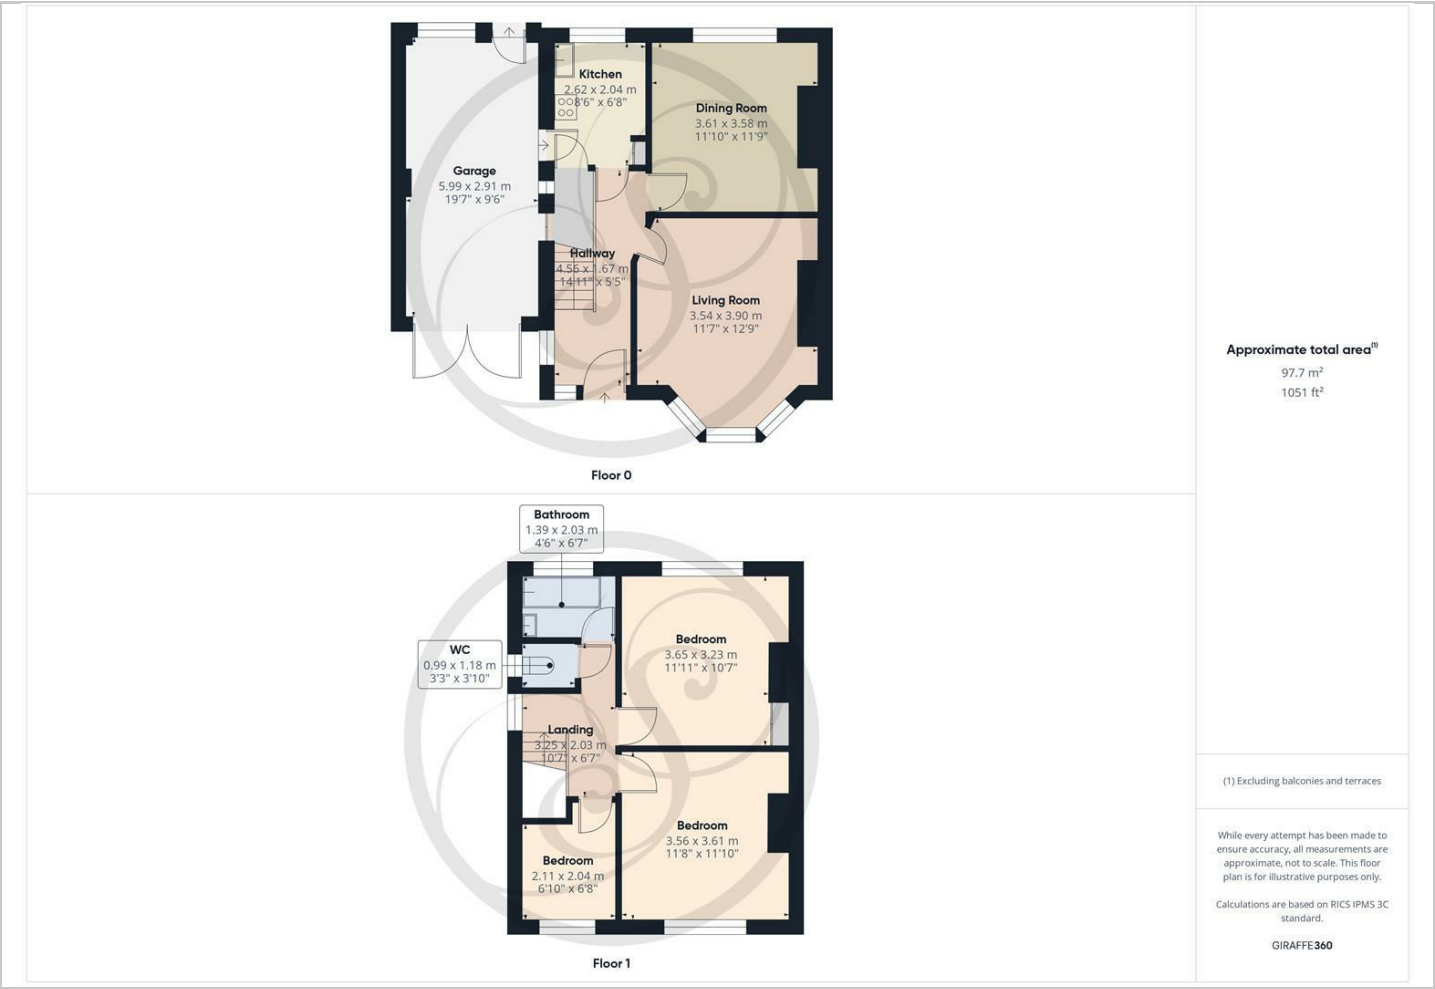 Kitchen
2.62 x 2.04 m
8'6" x 6'8"
Dining Room
3.61 x 3.58 m
11'10" x 11'9"
Garage
5.99 x 2.91 m
19'7" x 9'6"
Hallway
4.56 x 1.67 m
14'11" x 5'5"
Living Room
3.54 x 3.90 m
11'7" x 12'9"
Floor 0
Approximate total area(1)
97.7 m²
1051 ft²
Bathroom
1.39 x 2.03 m
4'6" x 6'7"
WC
0.99 x 1.18 m
3'3" x 3'10"
Bedroom
3.65 x 3.23 m
11'11" x 10'7"
Landing
3.25 x 2.03 m
10'7" x 6'7"
Bedroom
3.56 x 3.61 m
11'8" x 11'10"
Bedroom
2.11 x 2.04 m
6'10" x 6'8"
Floor 1
(1) Excluding balconies and terraces
While every attempt has been made to
ensure accuracy, all measurements are
approximate, not to scale. This floor
plan is for illustrative purposes only.
Calculations are based on RICS IPMS 3C
standard.
GIRAFFE360